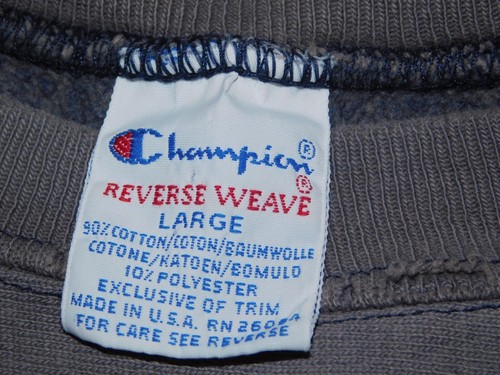 Champion®
REVERSE WEAVE®
LARGE
90% COTTON/COTON/BAUMWOLLE
COTONE/KATOEN/BOMULD
10% POLYESTER
EXCLUSIVE OF TRIM
MADE IN U.S.A. RN 26094
FOR CARE SEE REVERSE